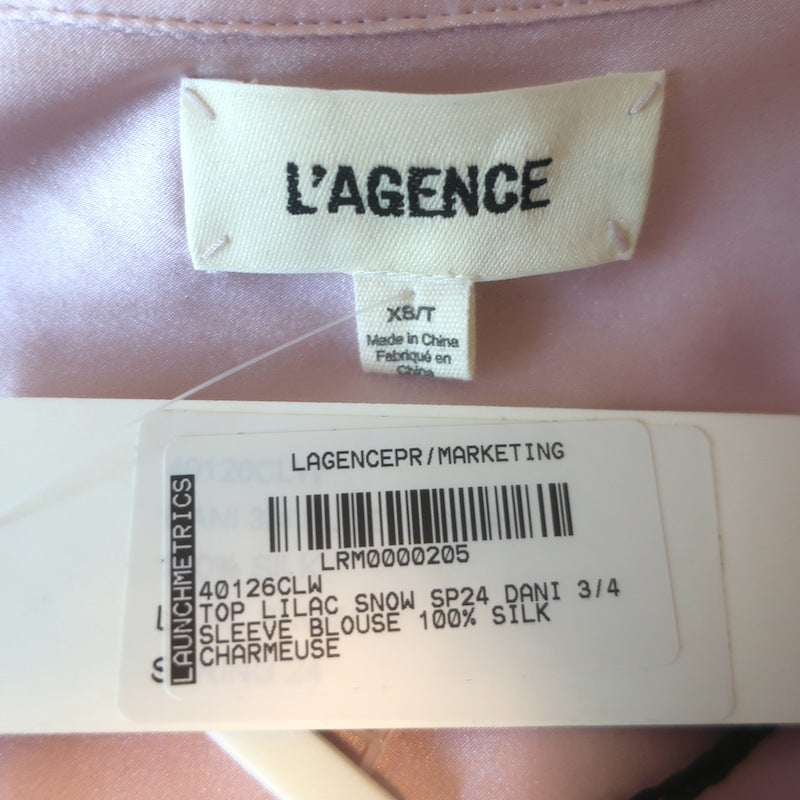 L'AGENCE
XS/T
Made in China
Fabriqué en
China
LAGENCEPR/MARKETING
LAUNCHMETRICS
LRM0000205
40126CLW
TOP LILAC SNOW SP24 DANI 3/4
SLEEVE BLOUSE 100% SILK
CHARMEUSE